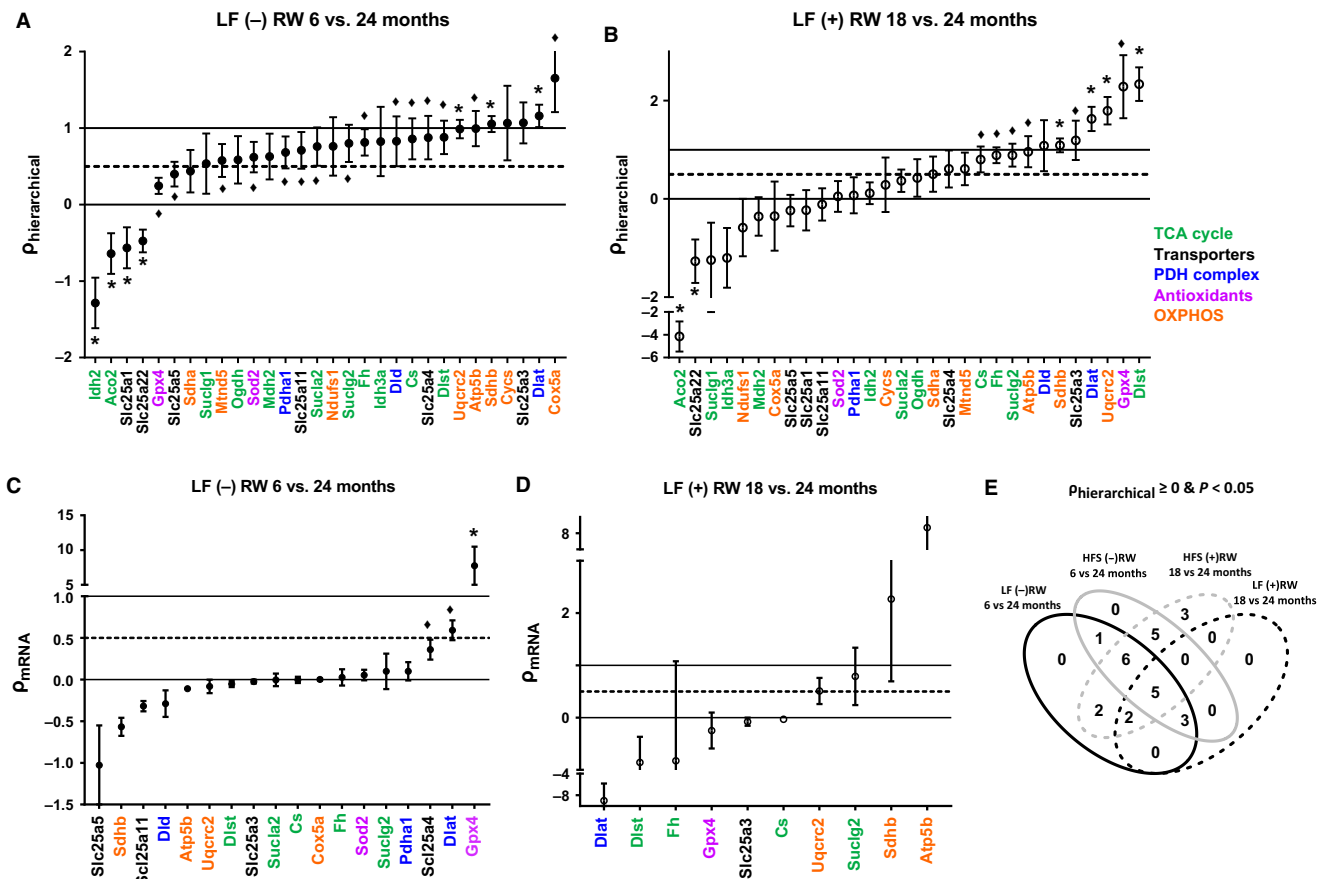 A
LF (–) RW 6 vs. 24 months
ρhierarchical
2
1
0
–1
–2
*
*
*
*
♦
♦
♦
♦
♦
♦
♦
♦
♦
♦
♦
♦
♦
*
♦
*
*
♦
Idh2
Aco2
Slc25a1
Slc25a22
Gpx4
Slc25a5
Sdha
Suclg1
Mtnd5
Ogdh
Sod2
Mdh2
Pdha1
Slc25a11
Sucla2
Ndufs1
Suclg2
Fh
Idh3a
Dld
Cs
Slc25a4
Dlst
Uqcrc2
Atp5b
Sdhb
Cycs
Slc25a3
Dlat
Cox5a
B
LF (+) RW 18 vs. 24 months
ρhierarchical
2
0
–2
–2
–4
–6
*
*
♦
♦
♦
♦
*
♦
*
*
♦
*
Aco2
Slc25a22
Suclg1
Idh3a
Ndufs1
Mdh2
Cox5a
Slc25a5
Slc25a1
Slc25a11
Sod2
Pdha1
Idh2
Cycs
Sucla2
Ogdh
Sdha
Slc25a4
Mtnd5
Cs
Fh
Suclg2
Atp5b
Dld
Sdhb
Slc25a3
Dlat
Uqcrc2
Gpx4
Dlst
TCA cycle
Transporters
PDH complex
Antioxidants
OXPHOS
C
LF (–) RW 6 vs. 24 months
ρmRNA
15
10
5
1.0
0.5
0.0
–0.5
–1.0
–1.5
♦
♦
*
Slc25a5
Sdhb
Scl25a11
Dld
Atp5b
Uqcrc2
Dlst
Slc25a3
Sucla2
Cs
Cox5a
Fh
Sod2
Suclg2
Pdha1
Scl25a4
Dlat
Gpx4
D
LF (+) RW 18 vs. 24 months
ρmRNA
8
2
0
–4
–8
Dlat
Dlst
Fh
Gpx4
Slc25a3
Cs
Uqcrc2
Suclg2
Sdhb
Atp5b
E
ρhierarchical ≥ 0 & P < 0.05
HFS (–)RW
6 vs 24 months
HFS (+)RW
18 vs 24 months
LF (–)RW
6 vs 24 months
LF (+)RW
18 vs 24 months
0
3
1
5
0
0
6
0
0
5
2
2
3
0
0